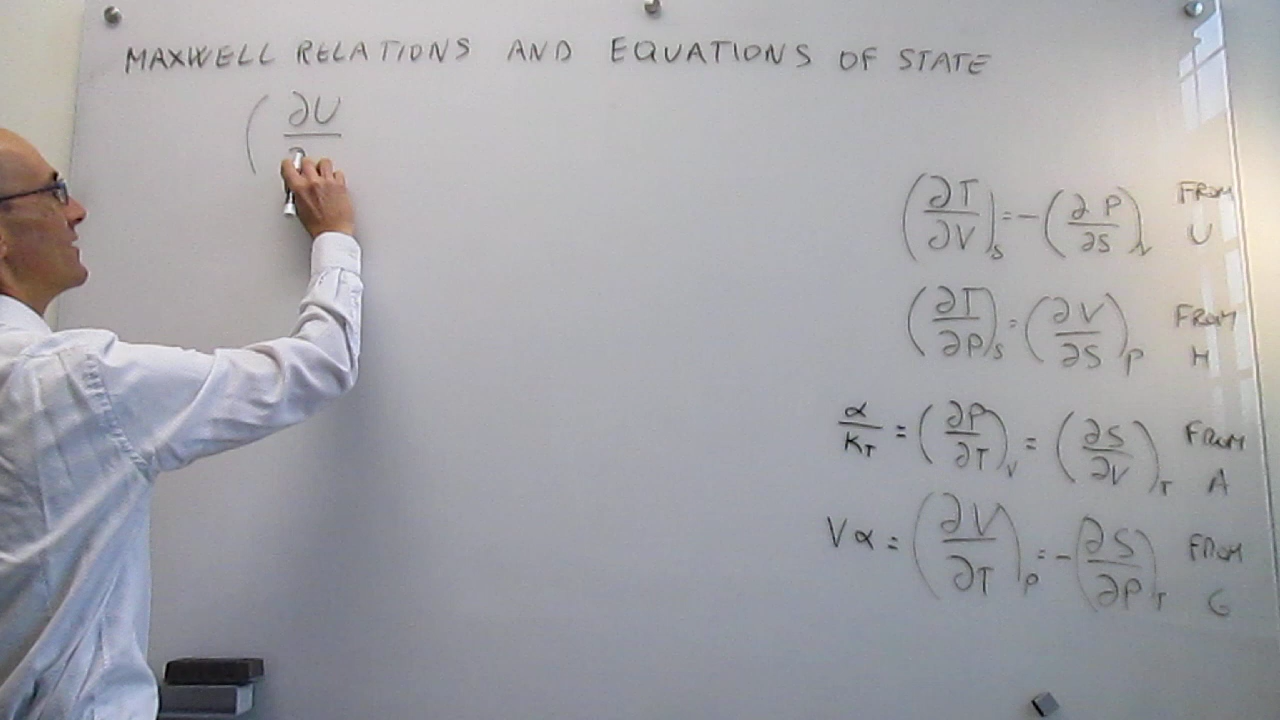 MAXWELL RELATIONS AND EQUATIONS OF STATE
( ∂U / ∂
(∂T/∂V)_S = -(∂P/∂S)_V FROM U
(∂T/∂P)_S = (∂V/∂S)_P FROM H
α/K_T = (∂P/∂T)_V = (∂S/∂V)_T FROM A
Vα = (∂V/∂T)_P = -(∂S/∂P)_T FROM G